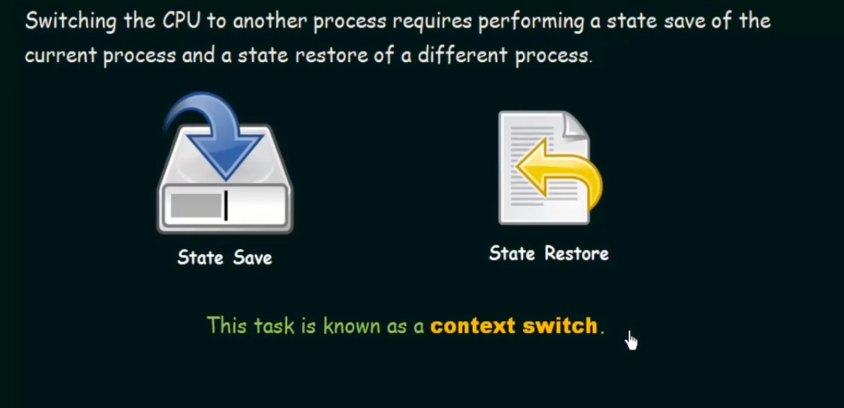 Switching the CPU to another process requires performing a state save of the
current process and a state restore of a different process.
State Save
State Restore
This task is known as a context switch.